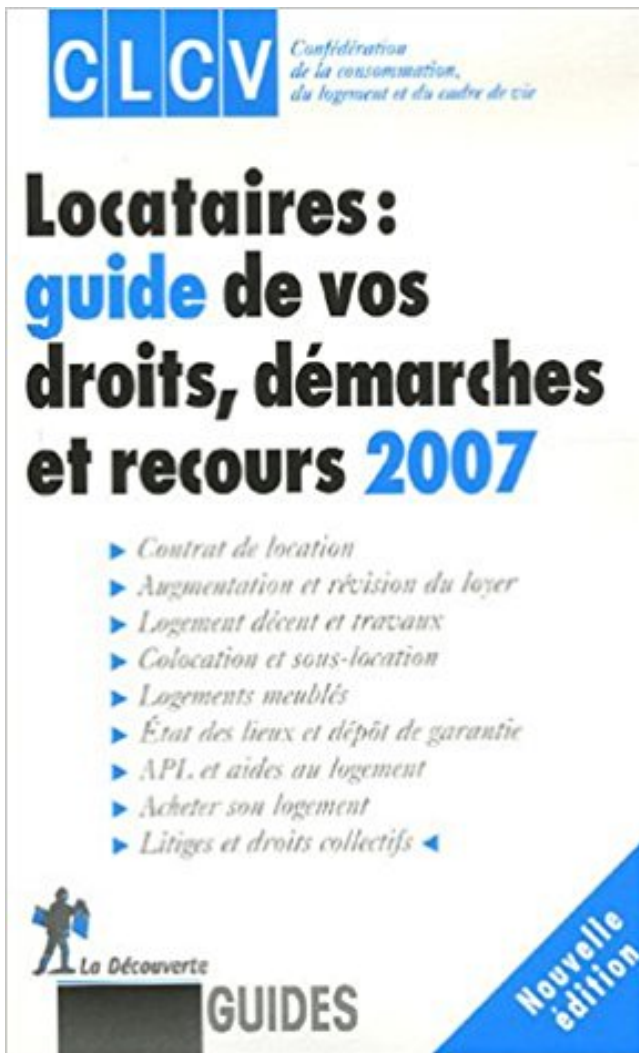 CLCV
Confédération
de la consommation,
du logement et du cadre de vie
Locataires :
guide de vos
droits, démarches
et recours 2007
Contrat de location
Augmentation et révision du loyer
Logement décent et travaux
Colocation et sous-location
Logements meublés
État des lieux et dépôt de garantie
APL et aides au logement
Acheter son logement
Litiges et droits collectifs
La Découverte
GUIDES
Nouvelle
édition